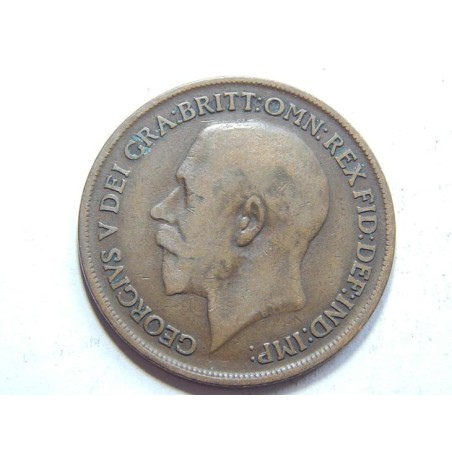 GEORGIVS V DEI GRA:BRITT:OMN:REX FID:DEF:IND:IMP: